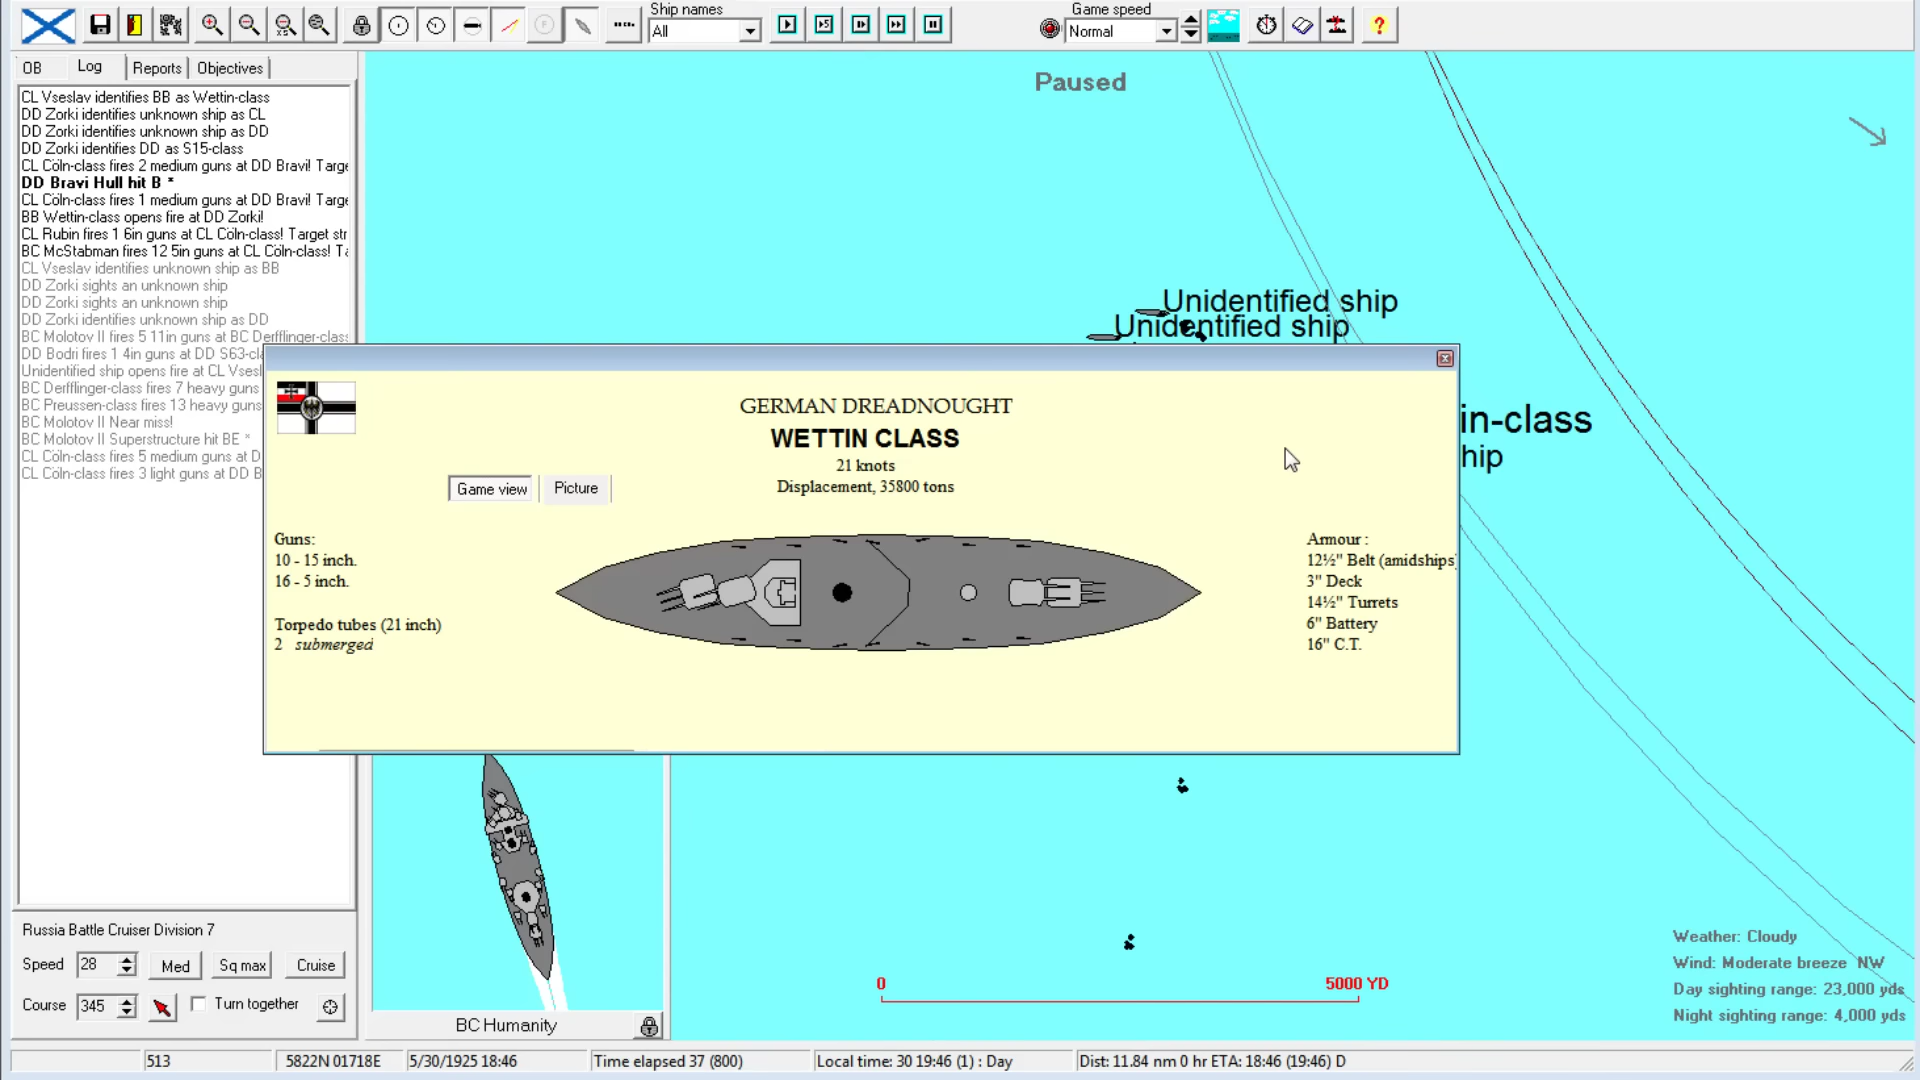 Ship names
All
Game speed
Normal
OB
Log
Reports
Objectives
CL Vseslav identifies BB as Wettin-class
DD Zorki identifies unknown ship as CL
DD Zorki identifies unknown ship as DD
DD Zorki identifies DD as S15-class
CL Cöln-class fires 2 medium guns at DD Bravi! Targe
DD Bravi Hull hit B *
CL Cöln-class fires 1 medium guns at DD Bravi! Targe
BB Wettin-class opens fire at DD Zorki!
CL Rubin fires 1 6in guns at CL Cöln-class! Target str
BC McStabman fires 12 5in guns at CL Cöln-class! Ta
CL Vseslav identifies unknown ship as BB
DD Zorki sights an unknown ship
DD Zorki sights an unknown ship
DD Zorki identifies unknown ship as DD
BC Molotov II fires 5 11in guns at BC Derfflinger-class
DD Bodri fires 1 4in guns at DD S63-cl
Unidentified ship opens fire at CL Vsesl
BC Derfflinger-class fires 7 heavy guns
BC Preussen-class fires 13 heavy guns
BC Molotov II Near miss!
BC Molotov II Superstructure hit BE *
CL Cöln-class fires 5 medium guns at D
CL Cöln-class fires 3 light guns at DD B
Paused
Unidentified ship
Unidentified ship
in-class
hip
GERMAN DREADNOUGHT
WETTIN CLASS
21 knots
Displacement, 35800 tons
Game view
Picture
Guns:
10 - 15 inch.
16 - 5 inch.
Torpedo tubes (21 inch)
2 submerged
Armour :
12½" Belt (amidships)
3" Deck
14½" Turrets
6" Battery
16" C.T.
Russia Battle Cruiser Division 7
Speed 28 Med Sq max Cruise
Course 345 Turn together
BC Humanity
0 5000 YD
Weather: Cloudy
Wind: Moderate breeze NW
Day sighting range: 23,000 yds
Night sighting range: 4,000 yds
513
5822N 01718E
5/30/1925 18:46
Time elapsed 37 (800)
Local time: 30 19:46 (1) : Day
Dist: 11.84 nm 0 hr ETA: 18:46 (19:46) D